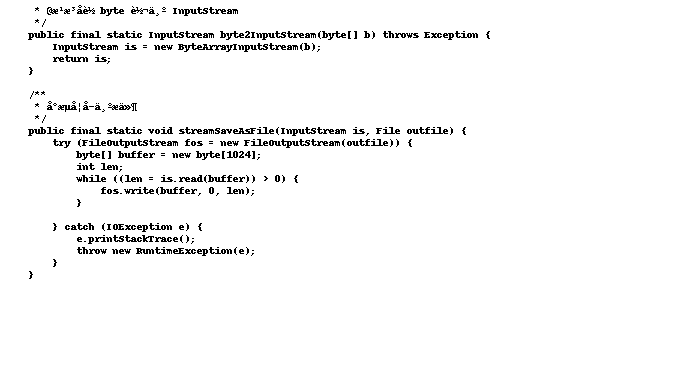 * @æ¹æ³å°è½ byte è½¬ä¸º InputStream
*/
public final static InputStream byte2InputStream(byte[] b) throws Exception {
InputStream is = new ByteArrayInputStream(b);
return is;
}
/**
* å°æµå¦å-ä¸ºæä»¶
*/
public final static void streamSaveAsFile(InputStream is, File outfile) {
try (FileOutputStream fos = new FileOutputStream(outfile)) {
byte[] buffer = new byte[1024];
int len;
while ((len = is.read(buffer)) > 0) {
fos.write(buffer, 0, len);
}
} catch (IOException e) {
e.printStackTrace();
throw new RuntimeException(e);
}
}